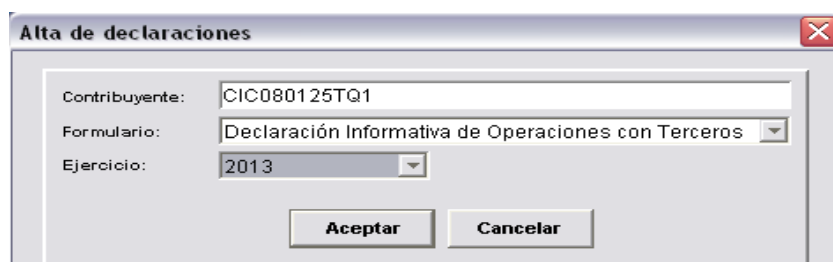 Alta de declaraciones
Contribuyente: CIC080125TQ1
Formulario: Declaración Informativa de Operaciones con Terceros
Ejercicio: 2013
Aceptar Cancelar